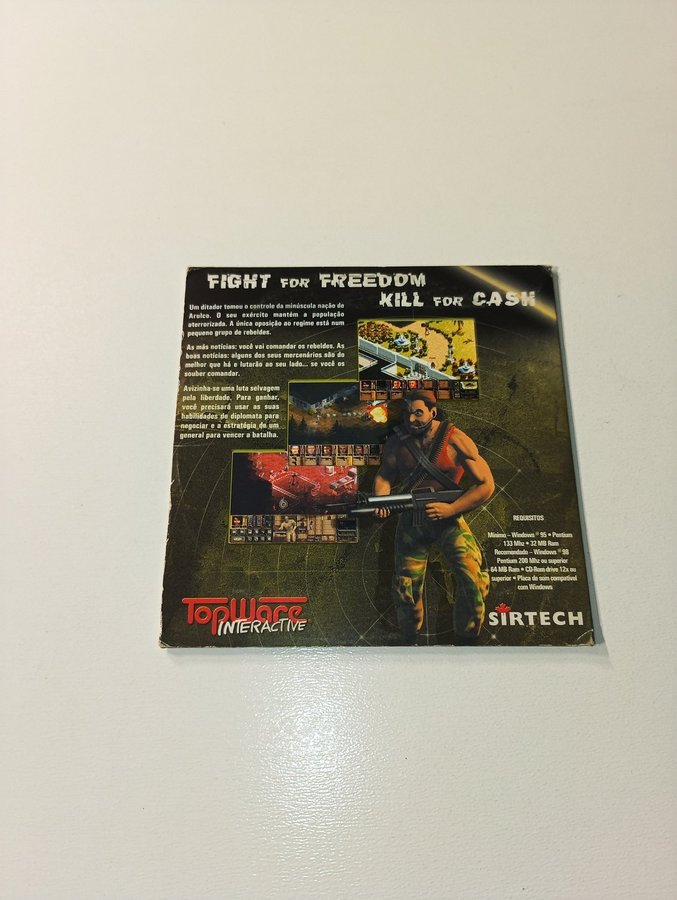 FIGHT FOR FREEDOM
KILL FOR CASH
Um ditador tomou o controle da minúscula nação de
Arulco. O seu exército mantém a população
aterrorizada. A única oposição ao regime está num
pequeno grupo de rebeldes.
As más notícias: você vai comandar os rebeldes. As
boas notícias: alguns dos seus mercenários são do
melhor que há e lutarão ao seu lado... se você os
souber comandar.
Avizinha-se uma luta selvagem
pela liberdade. Para ganhar,
você precisará usar as suas
habilidades de diplomata para
negociar e a estratégia de um
general para vencer a batalha.
REQUISITOS
Mínimo – Windows® 95 • Pentium
133 Mhz • 32 MB Ram
Recomendado – Windows® 98
Pentium 200 Mhz ou superior
64 MB Ram • CD-Rom drive 12x ou
superior • Placa de som compatível
com Windows
TOPWARE
INTERACTIVE
SIRTECH